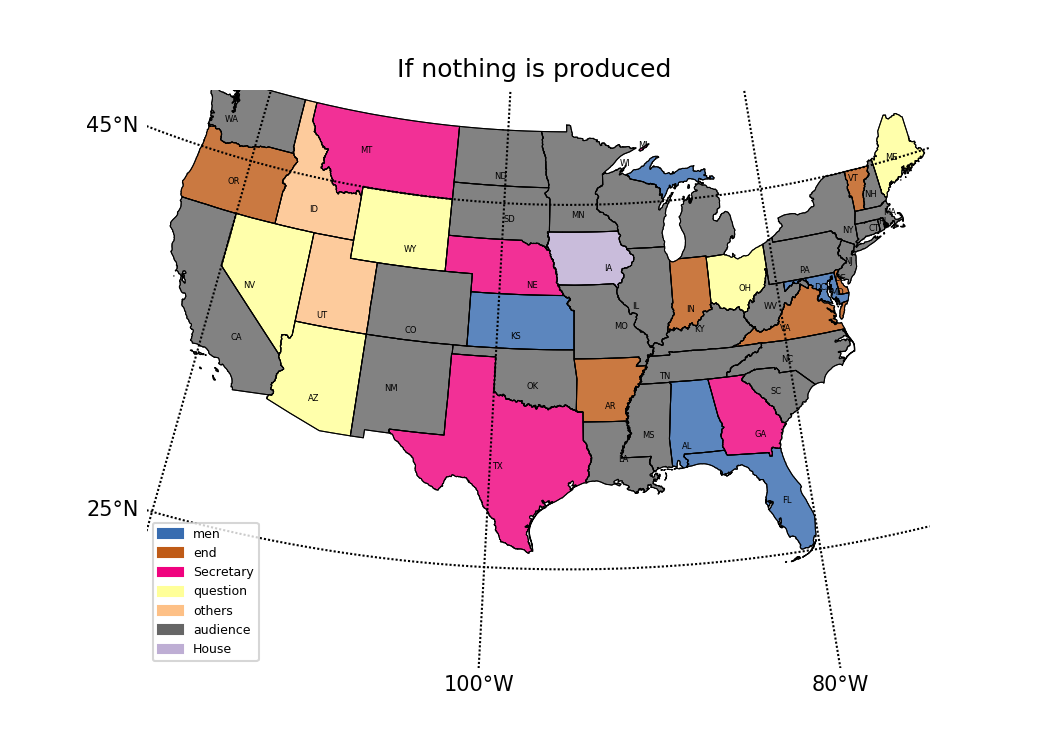 If nothing is produced
45°N
25°N
100°W
80°W
WA
OR
CA
ID
NV
UT
AZ
MT
WY
CO
NM
ND
SD
NE
KS
OK
TX
MN
IA
MO
AR
LA
WI
MI
IL
IN
OH
KY
TN
MS
AL
GA
FL
SC
NC
VA
WV
PA
NY
VT
NH
ME
MA
CT
NJ
DC
men
end
Secretary
question
others
audience
House